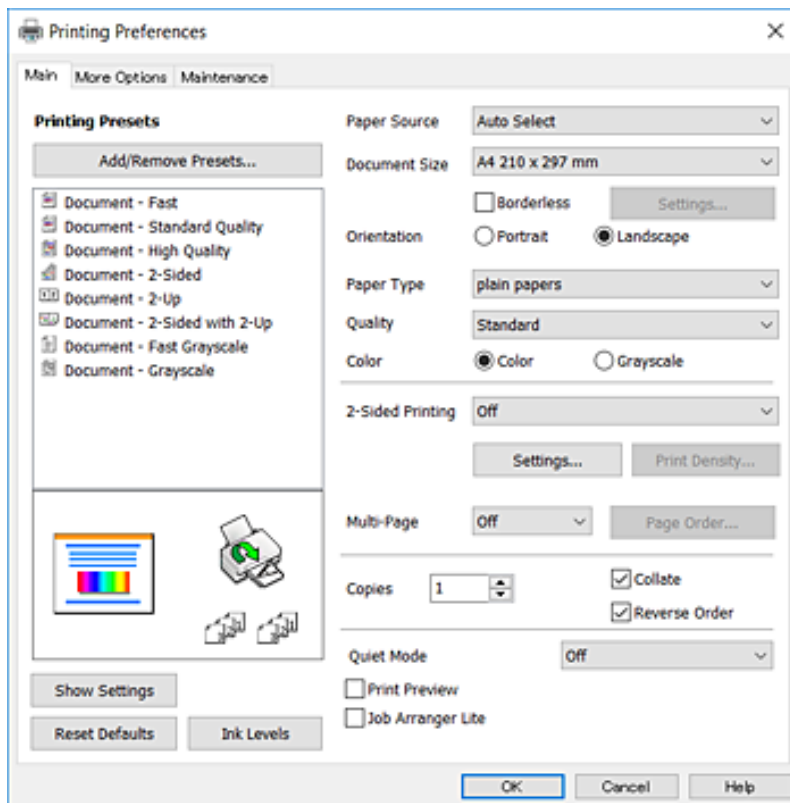 Printing Preferences
Main More Options Maintenance
Printing Presets
Add/Remove Presets...
Document - Fast
Document - Standard Quality
Document - High Quality
Document - 2-Sided
Document - 2-Up
Document - 2-Sided with 2-Up
Document - Fast Grayscale
Document - Grayscale
Show Settings
Reset Defaults Ink Levels
Paper Source Auto Select
Document Size A4 210 x 297 mm
Borderless Settings...
Orientation Portrait Landscape
Paper Type plain papers
Quality Standard
Color Color Grayscale
2-Sided Printing Off
Settings... Print Density...
Multi-Page Off Page Order...
Copies 1 Collate
Reverse Order
Quiet Mode Off
Print Preview
Job Arranger Lite
OK Cancel Help